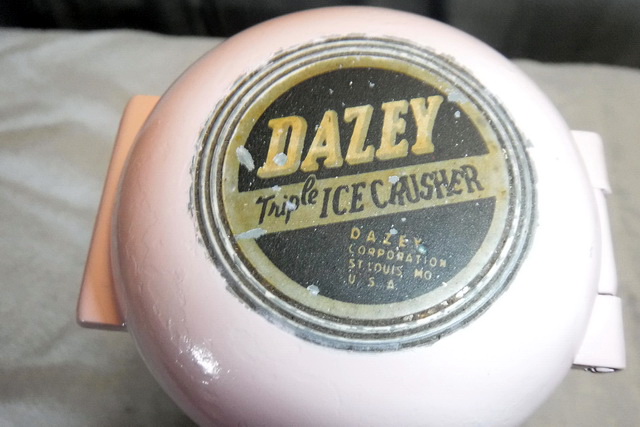 DAZEY
Triple ICE CRUSHER
DAZEY
CORPORATION
ST. LOUIS, MO.
U. S. A.